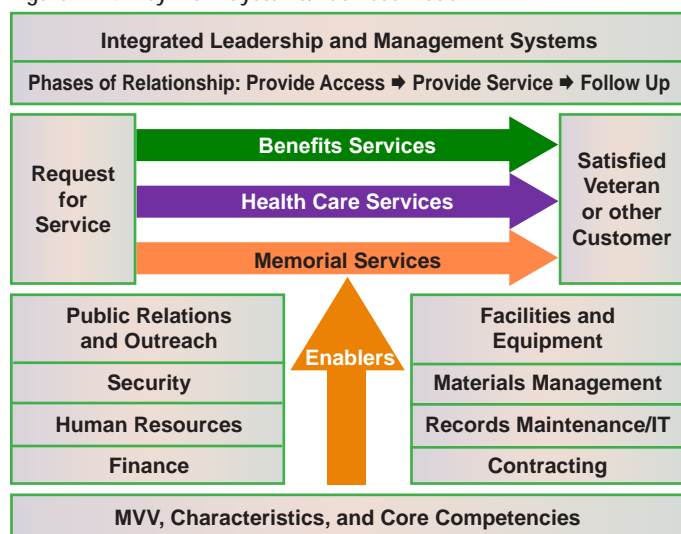 Integrated Leadership and Management Systems
Phases of Relationship: Provide Access ➧ Provide Service ➧ Follow Up
Request
for
Service
Benefits Services
Health Care Services
Memorial Services
Satisfied
Veteran
or other
Customer
Public Relations
and Outreach
Security
Human Resources
Finance
Enablers
Facilities and
Equipment
Materials Management
Records Maintenance/IT
Contracting
MVV, Characteristics, and Core Competencies